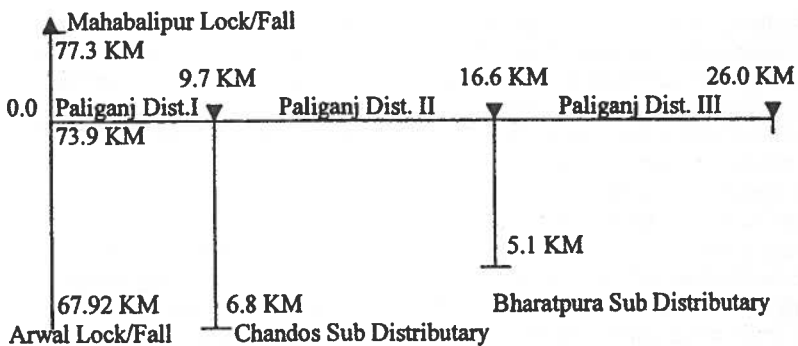 Mahabalipur Lock/Fall
77.3 KM
9.7 KM
16.6 KM
26.0 KM
0.0
Paliganj Dist.I
Paliganj Dist. II
Paliganj Dist. III
73.9 KM
5.1 KM
67.92 KM
6.8 KM
Bharatpura Sub Distributary
Arwal Lock/Fall
Chandos Sub Distributary